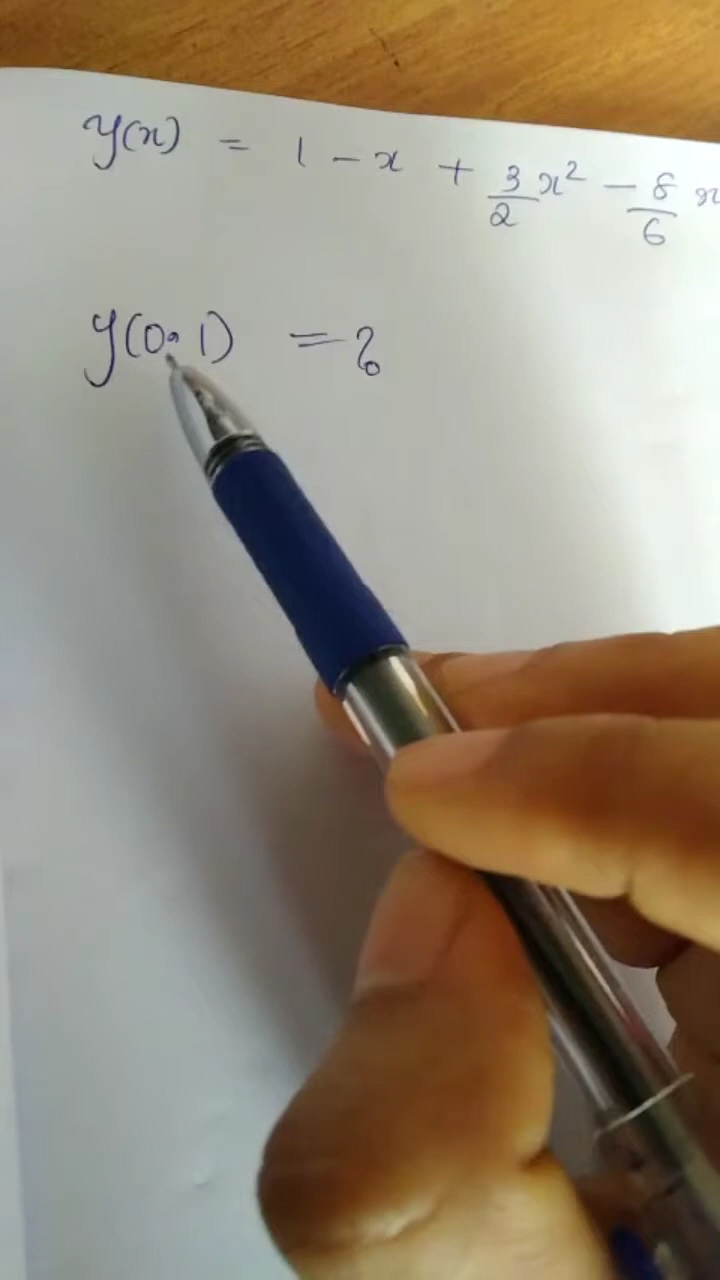 y(x) = 1 - x + 3/2 x² - 8/6 x
y(0.1) = ?